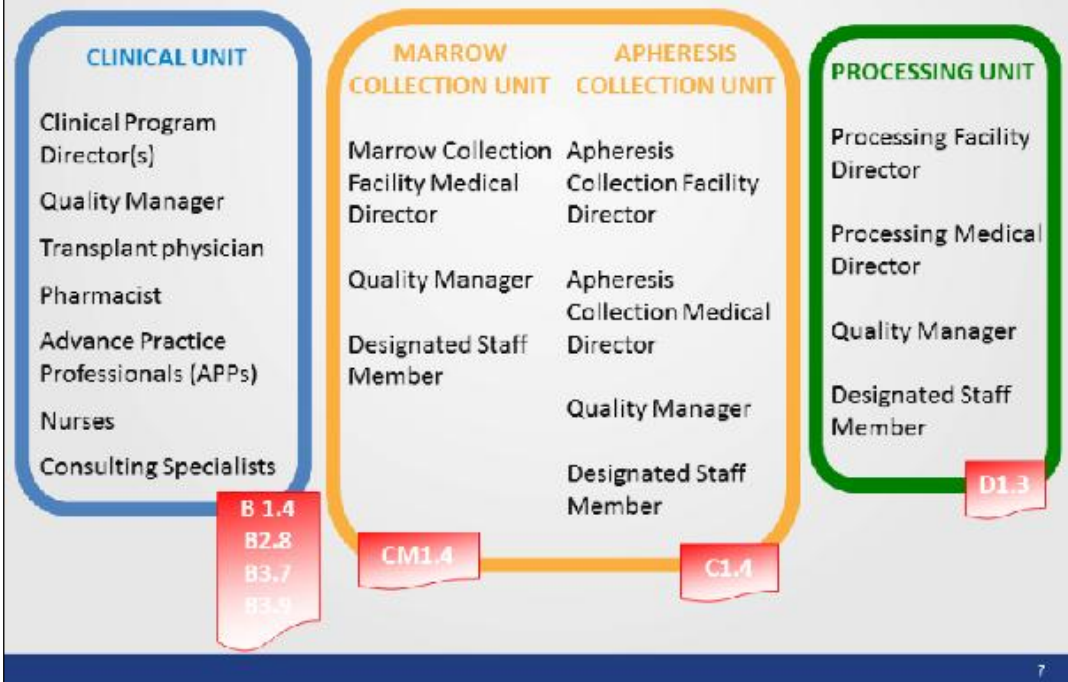 CLINICAL UNIT
Clinical Program
Director(s)
Quality Manager
Transplant physician
Pharmacist
Advance Practice
Professionals (APPs)
Nurses
Consulting Specialists
B 1.4
B2.8
B3.7
B3.9
MARROW
COLLECTION UNIT
Marrow Collection
Facility Medical
Director
Quality Manager
Designated Staff
Member
CM1.4
APHERESIS
COLLECTION UNIT
Apheresis
Collection Facility
Director
Apheresis
Collection Medical
Director
Quality Manager
Designated Staff
Member
C1.4
PROCESSING UNIT
Processing Facility
Director
Processing Medical
Director
Quality Manager
Designated Staff
Member
D1.3
7